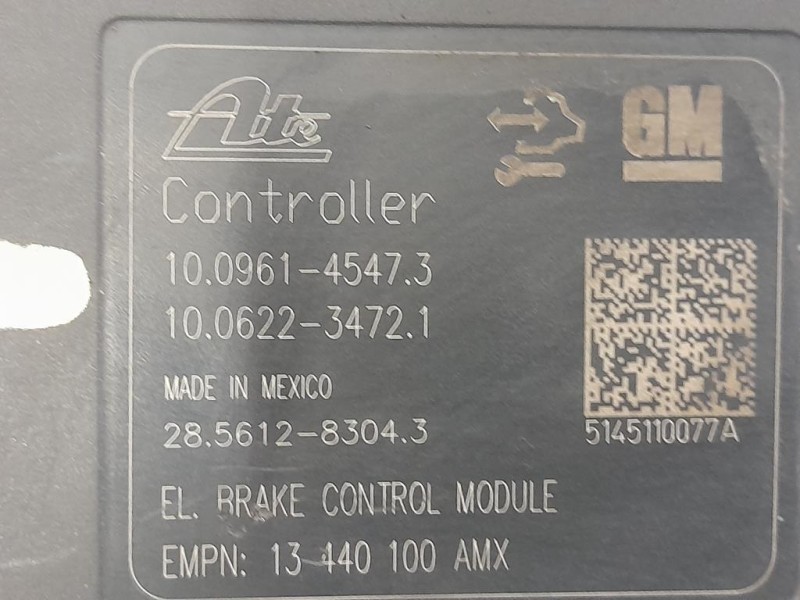 Ate
GM
Controller
10.0961-4547.3
10.0622-3472.1
MADE IN MEXICO
28.5612-8304.3
5145110077A
EL. BRAKE CONTROL MODULE
EMPN: 13 440 100 AMX